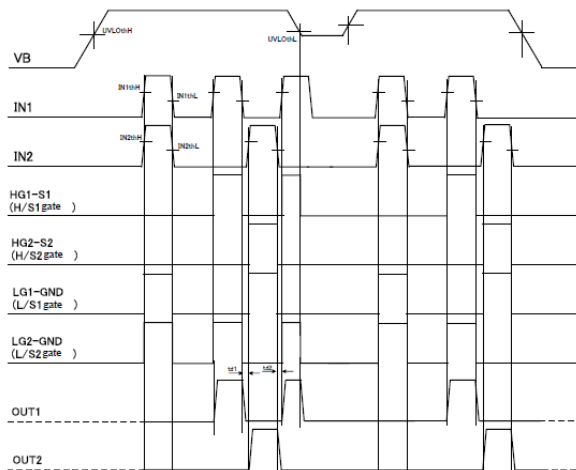 UVLOthH
UVLOthL
VB
IN1thH
IN1thL
IN1
IN2thH
IN2thL
IN2
HG1-S1
(H/S1gate )
HG2-S2
(H/S2gate )
LG1-GND
(L/S1gate )
LG2-GND
(L/S2gate )
td1
td2
OUT1
OUT2